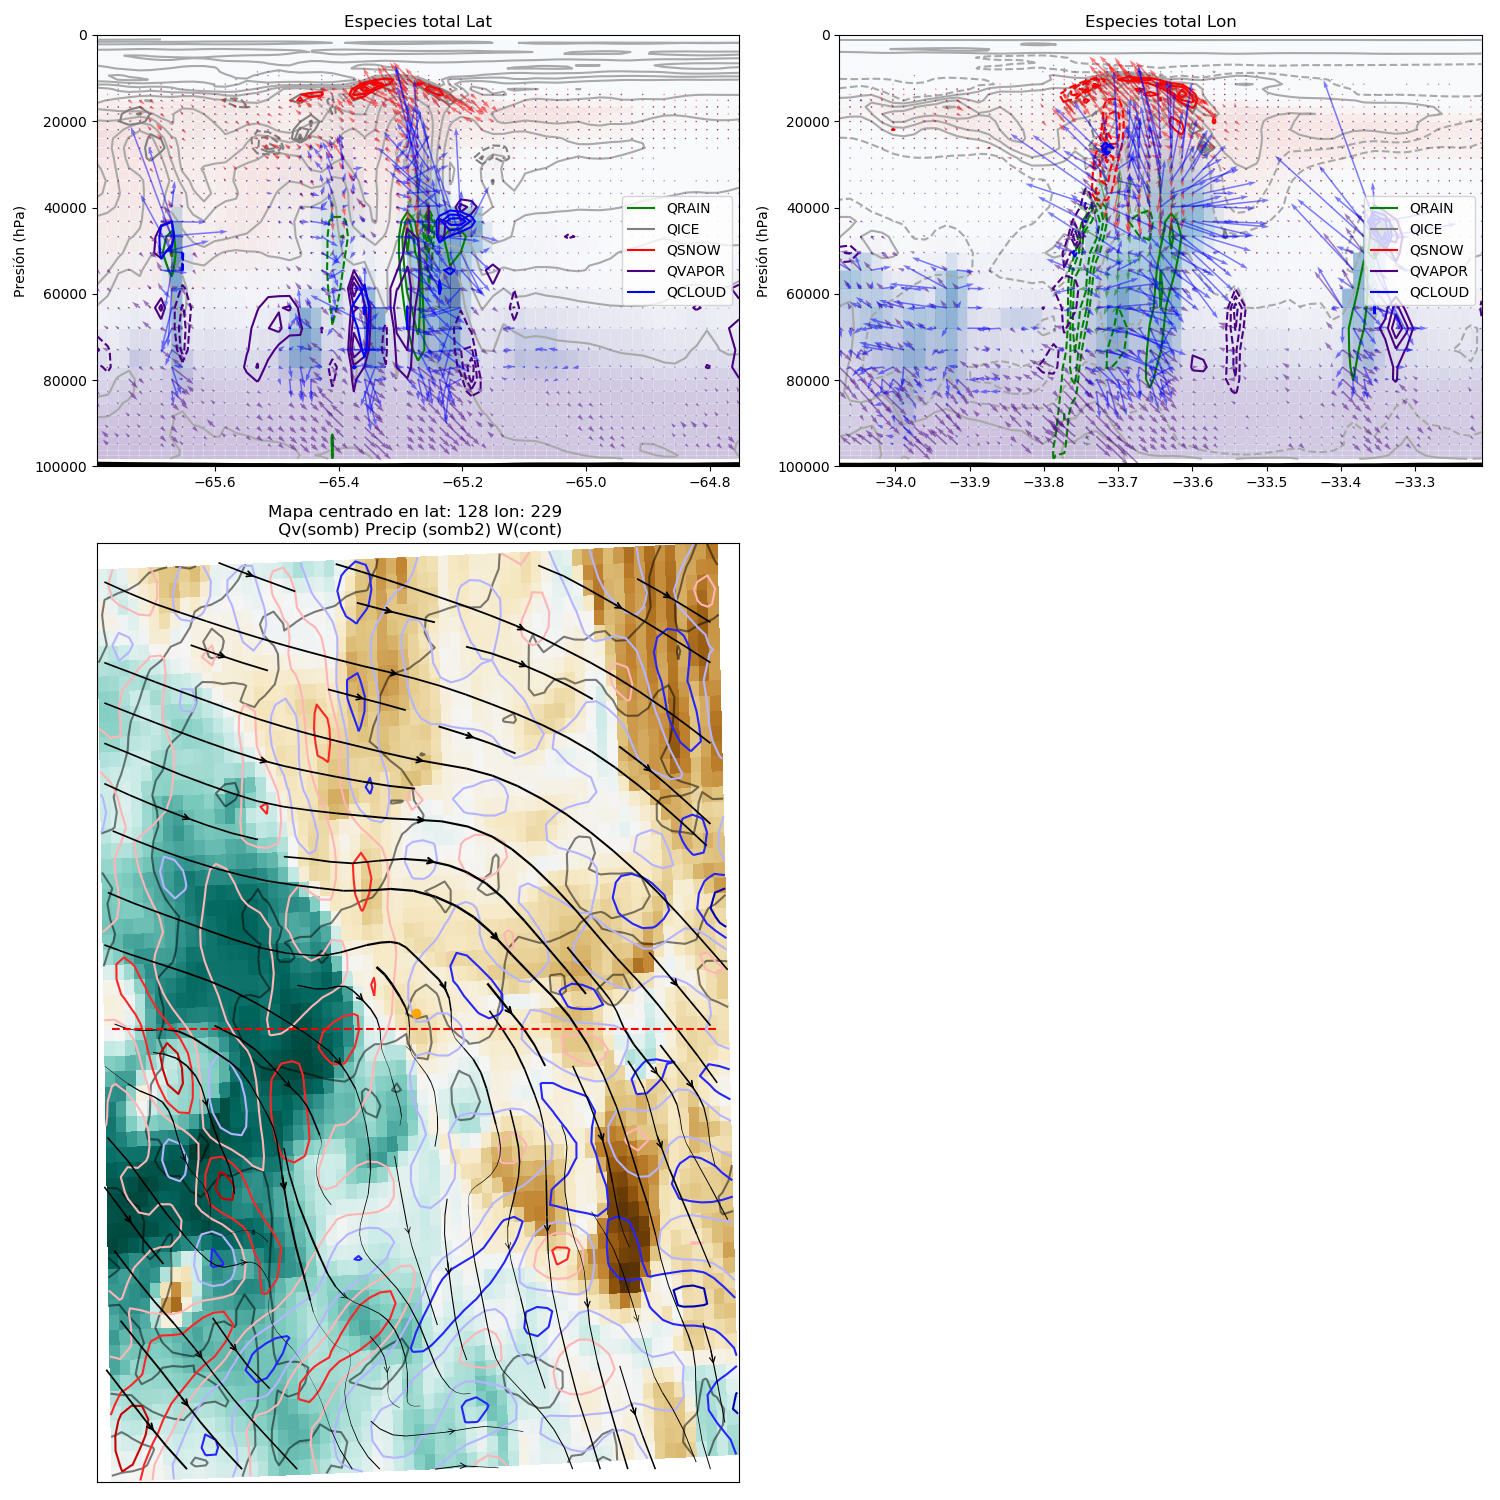 Especies total Lat
Presión (hPa)
0
20000
40000
60000
80000
100000
−65.6
−65.4
−65.2
−65.0
−64.8
QRAIN
QICE
QSNOW
QVAPOR
QCLOUD
Especies total Lon
Presión (hPa)
0
20000
40000
60000
80000
100000
−34.0
−33.9
−33.8
−33.7
−33.6
−33.5
−33.4
−33.3
QRAIN
QICE
QSNOW
QVAPOR
QCLOUD
Mapa centrado en lat: 128 lon: 229
Qv(somb) Precip (somb2) W(cont)